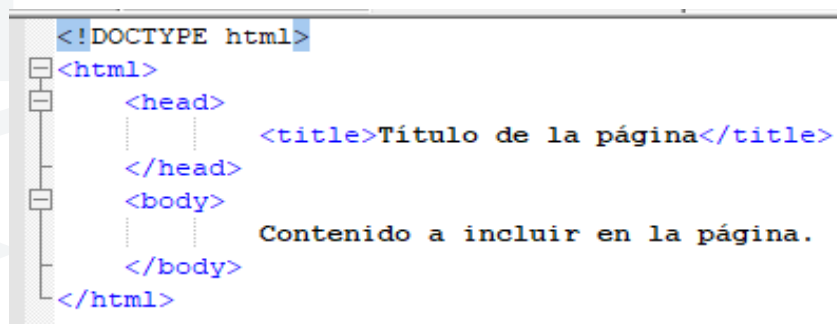 <!DOCTYPE html>
<html>
<head>
<title>Título de la página</title>
</head>
<body>
Contenido a incluir en la página.
</body>
</html>